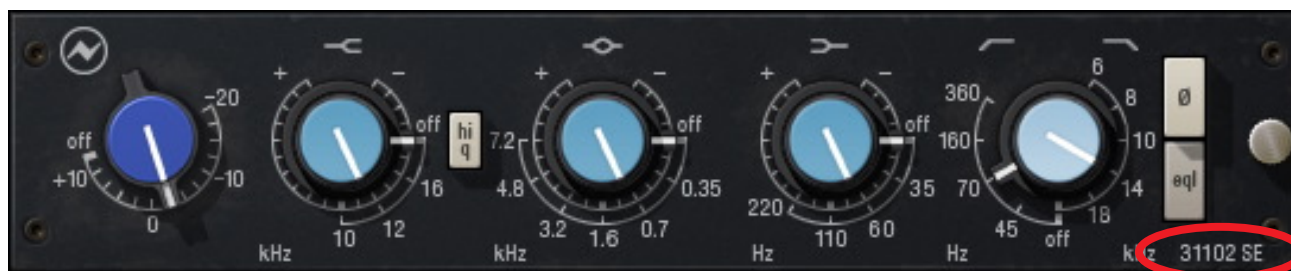 + - + - + - 6
-20 360 8
off off hi q 7.2 off off 160 10 Ø
+10 -10 16 4.8 0.35 35 70 14 eql
0 10 12 3.2 1.6 0.7 220 110 60 45 off 18
kHz kHz Hz Hz kHz 31102 SE